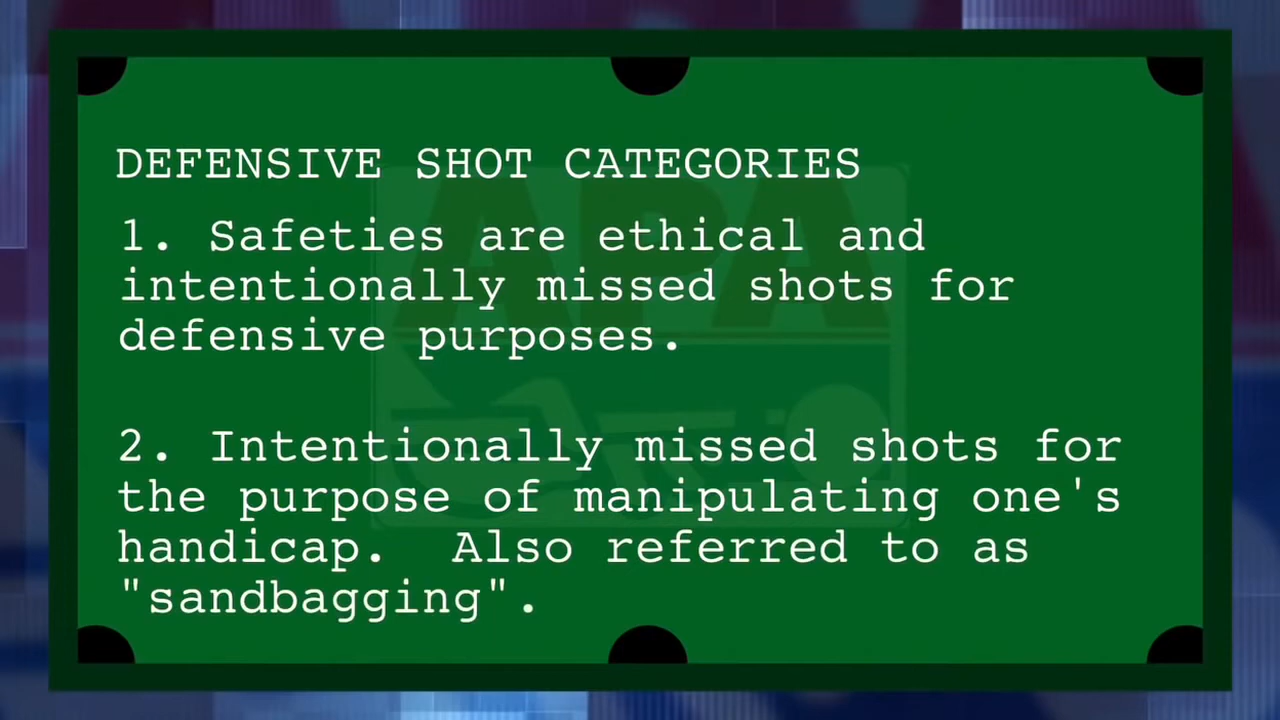 DEFENSIVE SHOT CATEGORIES
1. Safeties are ethical and
intentionally missed shots for
defensive purposes.
2. Intentionally missed shots for
the purpose of manipulating one's
handicap.  Also referred to as
"sandbagging".
APA